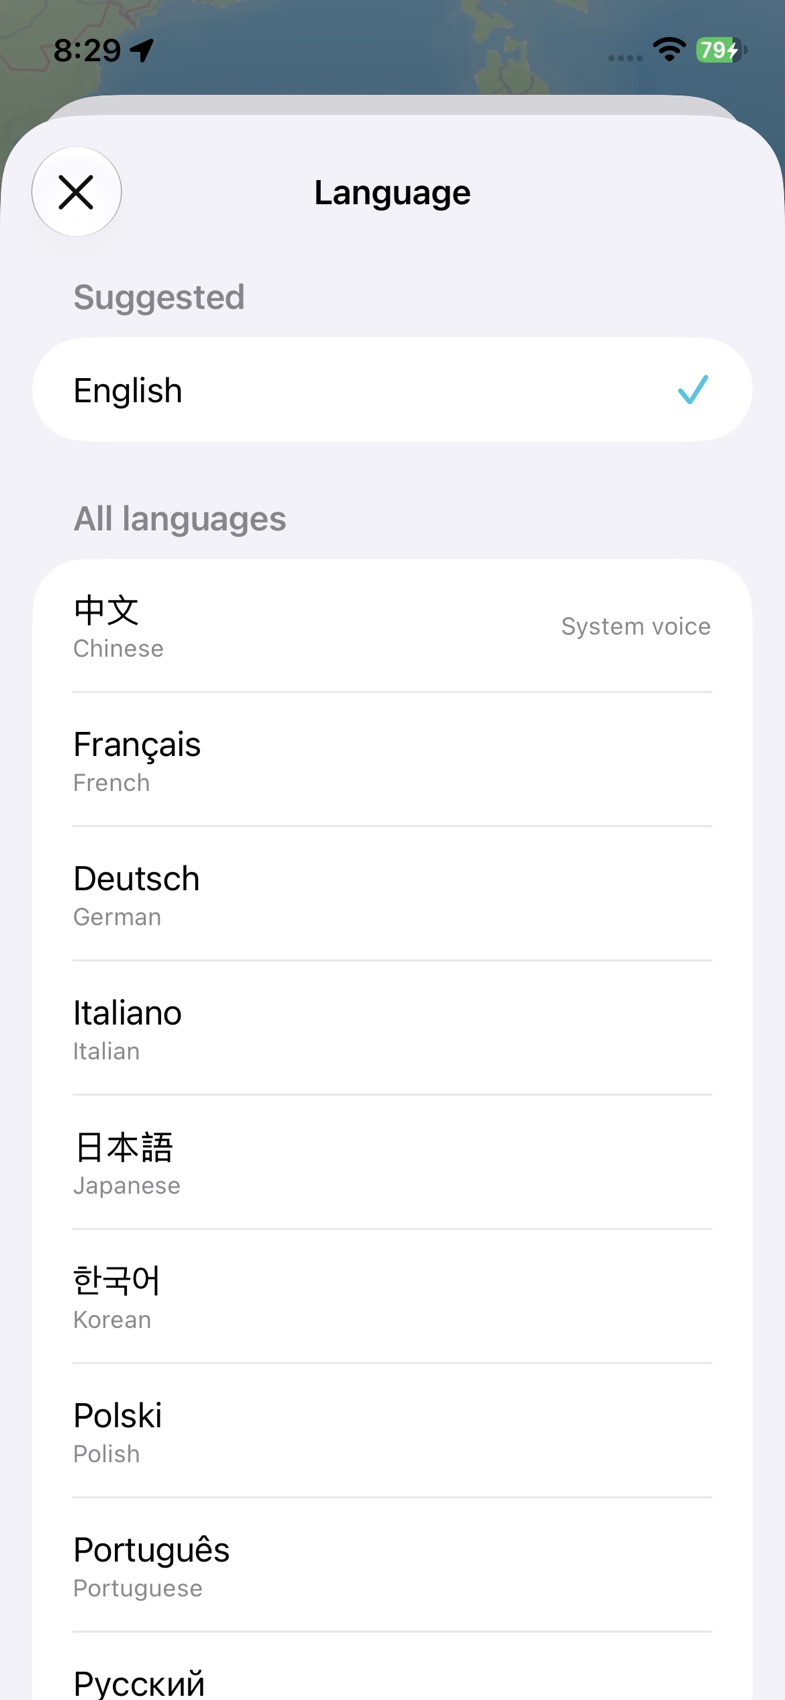 8:29
79
Language
Suggested
English
All languages
中文
Chinese
System voice
Français
French
Deutsch
German
Italiano
Italian
日本語
Japanese
한국어
Korean
Polski
Polish
Português
Portuguese
Русский